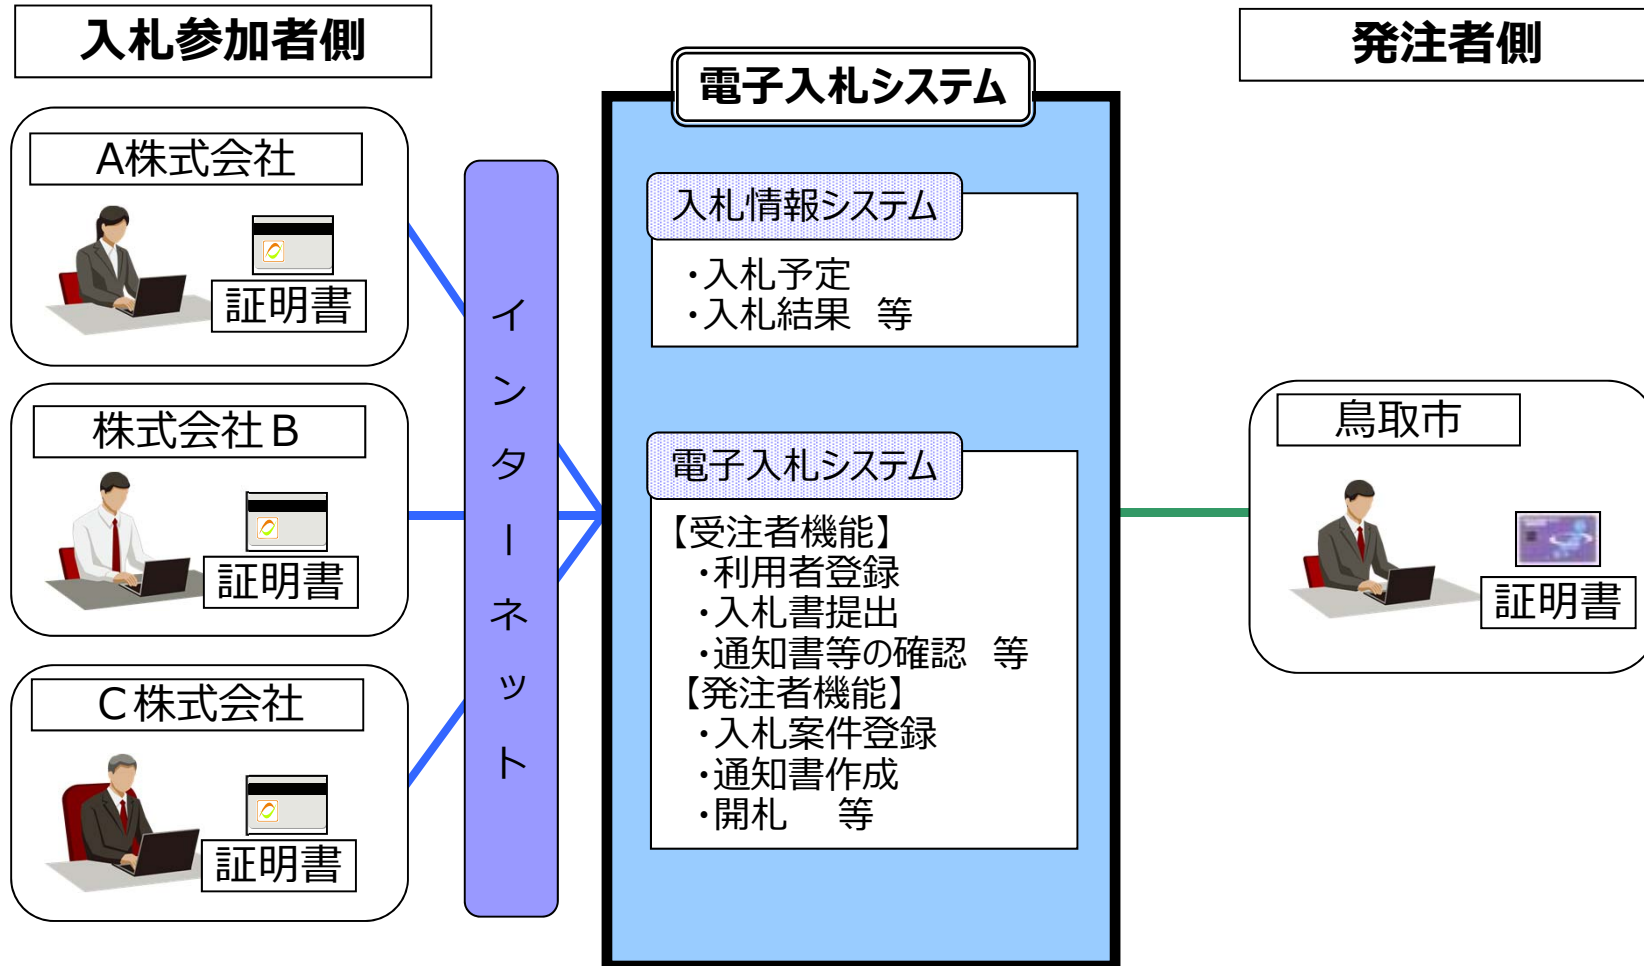 入札参加者側
A株式会社
証明書
株式会社B
証明書
C株式会社
証明書
インターネット
電子入札システム
入札情報システム
・入札予定
・入札結果　等
電子入札システム
【受注者機能】
・利用者登録
・入札書提出
・通知書等の確認　等
【発注者機能】
・入札案件登録
・通知書作成
・開札　等
発注者側
鳥取市
証明書